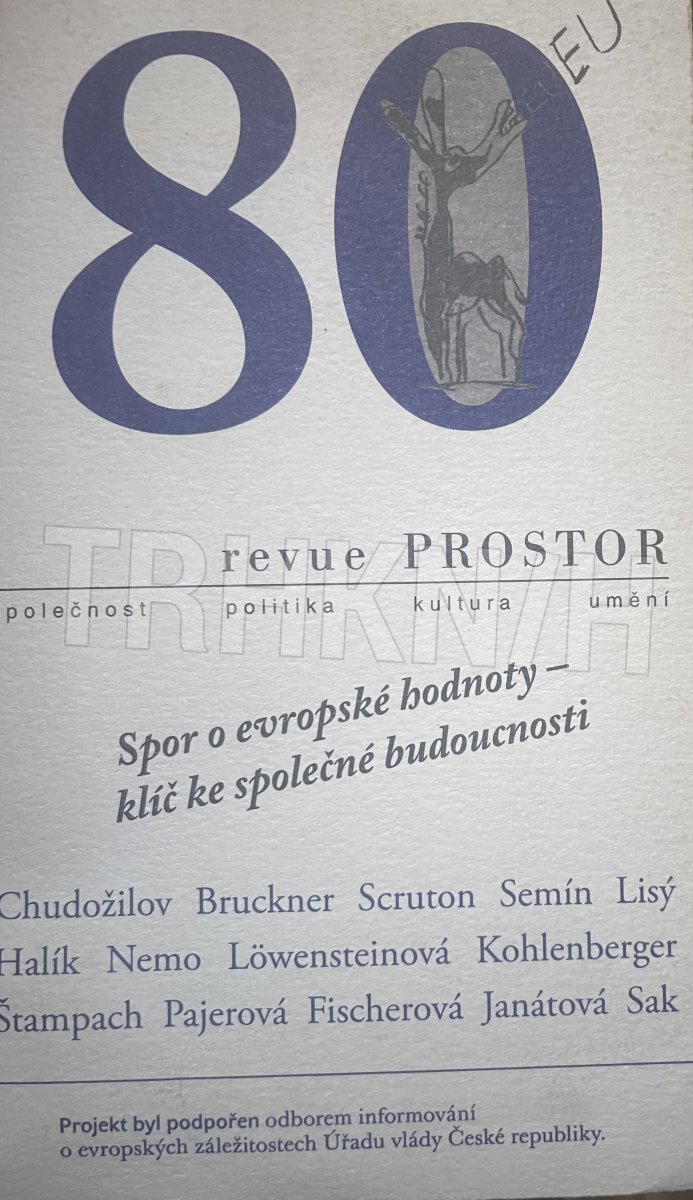 80
EU
revue PROSTOR
polečnost politika kultura umění
Spor o evropské hodnoty –
klíč ke společné budoucnosti
Chudožilov Bruckner Scruton Semín Lisý
Halík Nemo Löwensteinová Kohlenberger
Štampach Pajerová Fischerová Janátová Sak
Projekt byl podpořen odborem informování
o evropských záležitostech Úřadu vlády České republiky.